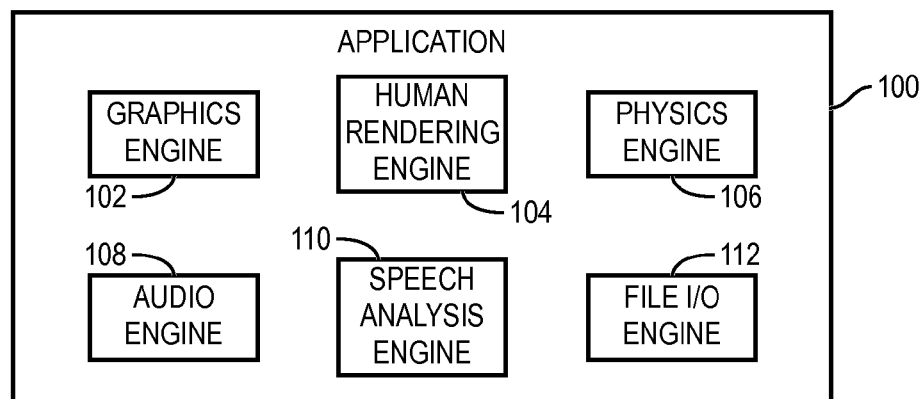 APPLICATION
100
GRAPHICS
ENGINE
102
HUMAN
RENDERING
ENGINE
104
PHYSICS
ENGINE
106
108
AUDIO
ENGINE
110
SPEECH
ANALYSIS
ENGINE
112
FILE I/O
ENGINE